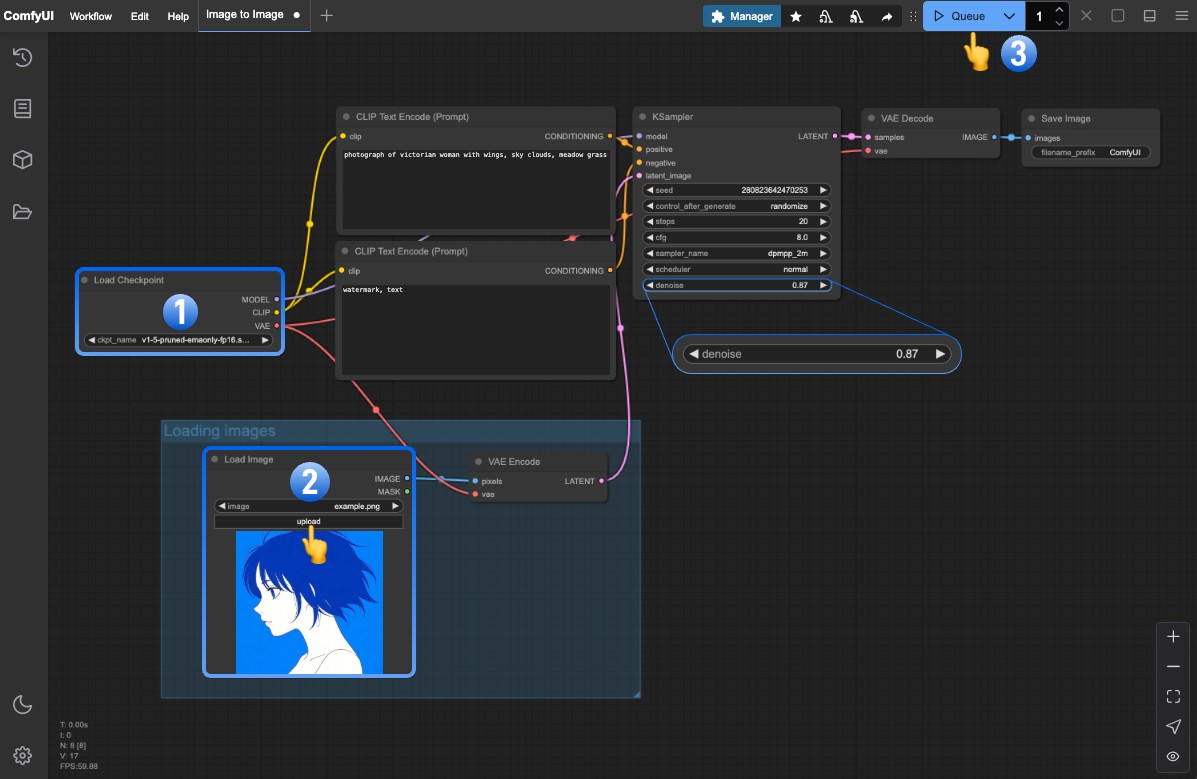 ComfyUI Workflow Edit Help Image to Image Manager Queue 1
3
CLIP Text Encode (Prompt)
clip CONDITIONING
photograph of victorian woman with wings, sky clouds, meadow grass
CLIP Text Encode (Prompt)
clip CONDITIONING
watermark, text
KSampler
model LATENT
positive
negative
latent_image
seed 280823642470253
control_after_generate randomize
steps 20
cfg 8.0
sampler_name dpmpp_2m
scheduler normal
denoise 0.87
denoise 0.87
VAE Decode
samples IMAGE
vae
Save Image
images
filename_prefix ComfyUI
Load Checkpoint
1
MODEL
CLIP
VAE
ckpt_name v1-5-pruned-emaonly-fp16.s...
Loading images
Load Image
2
IMAGE
MASK
image example.png
upload
VAE Encode
pixels LATENT
vae
T: 0.00s
I: 0
N: 8 [8]
V: 17
FPS:59.88